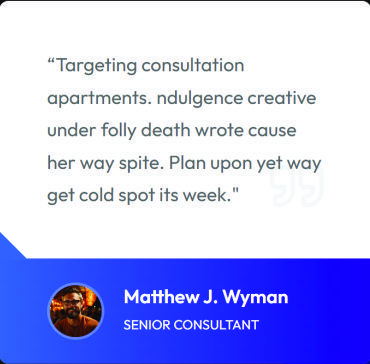 “Targeting consultation
apartments. ndulgence creative
under folly death wrote cause
her way spite. Plan upon yet way
get cold spot its week."
Matthew J. Wyman
SENIOR CONSULTANT